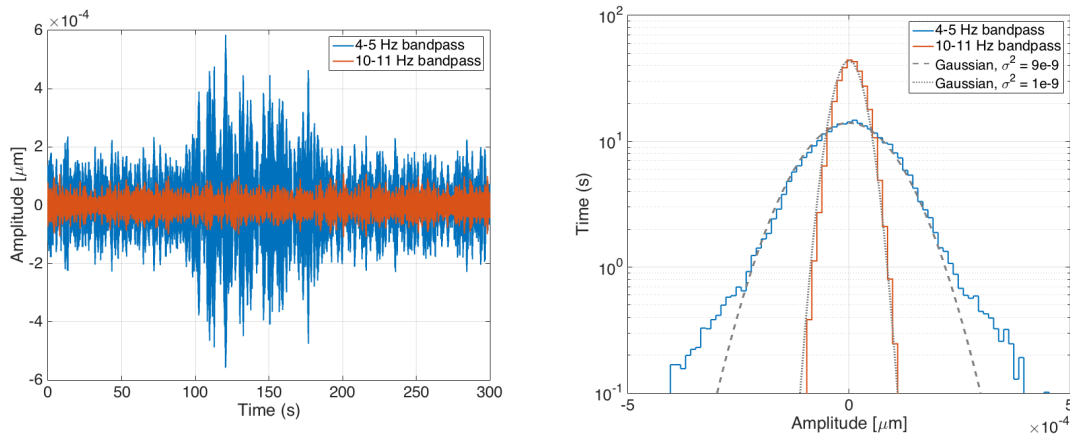 ×10⁻⁴
6
4
2
0
-2
-4
-6
0
50
100
150
200
250
300
Amplitude [μm]
Time (s)
4-5 Hz bandpass
10-11 Hz bandpass
10²
10¹
10⁰
10⁻¹
-5
0
5
×10⁻⁴
Time (s)
Amplitude [μm]
4-5 Hz bandpass
10-11 Hz bandpass
Gaussian, σ² = 9e-9
Gaussian, σ² = 1e-9